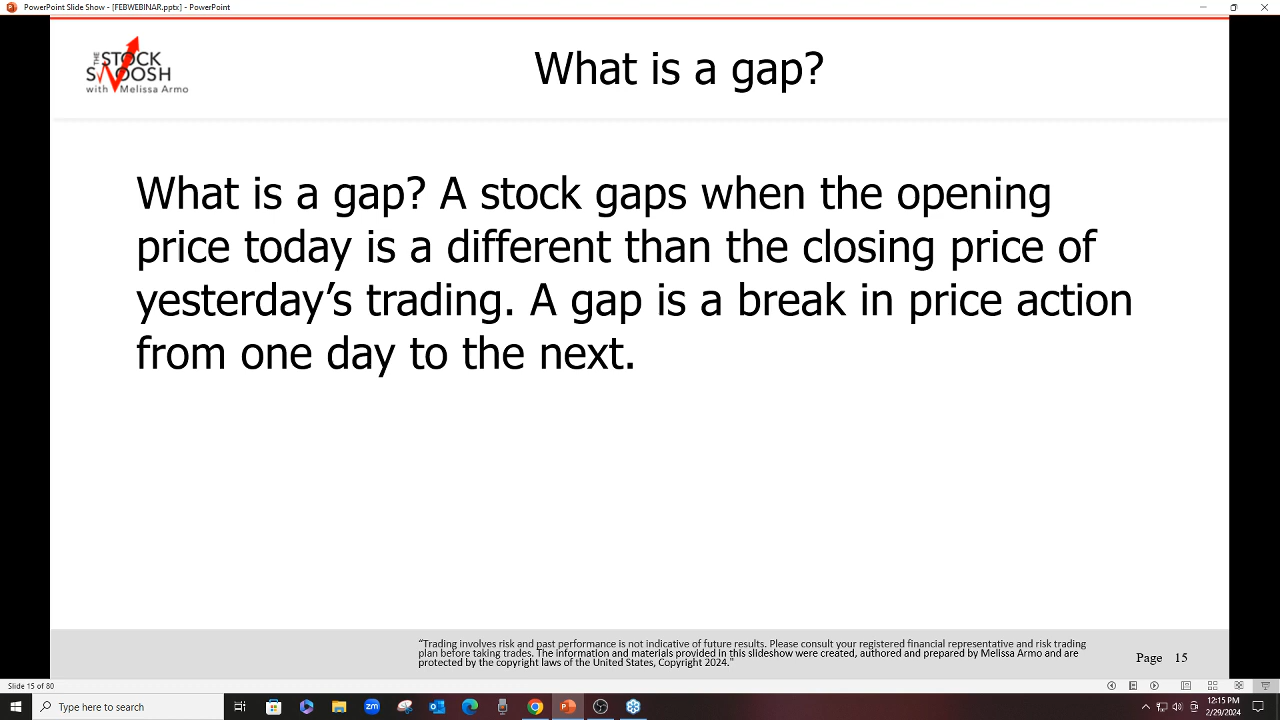 PowerPoint Slide Show - [FEBWEBINAR.pptx] - PowerPoint
THE STOCK
SWOOSH
with Melissa Armo
What is a gap?
What is a gap? A stock gaps when the opening
price today is a different than the closing price of
yesterday’s trading. A gap is a break in price action
from one day to the next.
“Trading involves risk and past performance is not indicative of future results. Please consult your registered financial representative and risk trading
plan before taking trades. The information and materials provided in this slideshow were created, authored and prepared by Melissa Armo and are
protected by the copyright laws of the United States, Copyright 2024."
Page 15
Slide 15 of 80
Type here to search
zm
12:15 PM
2/29/2024